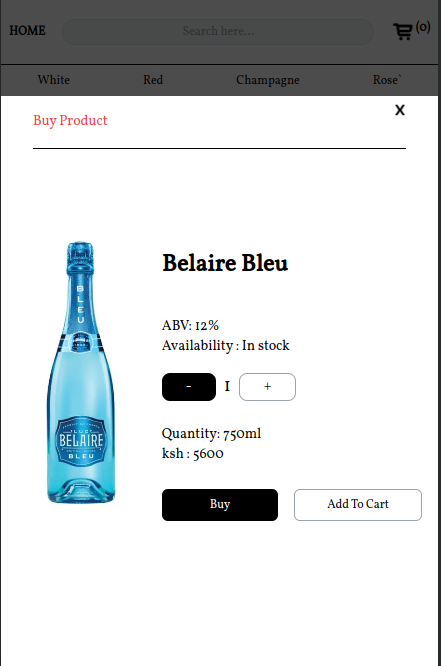 HOME
Search here...
(0)
White
Red
Champagne
Rose`
X
Buy Product
Belaire Bleu
BLEU
ABV: 12%
Availability : In stock
- 1 +
LUC
BELAIRE
BLEU
Quantity: 750ml
ksh : 5600
Buy
Add To Cart